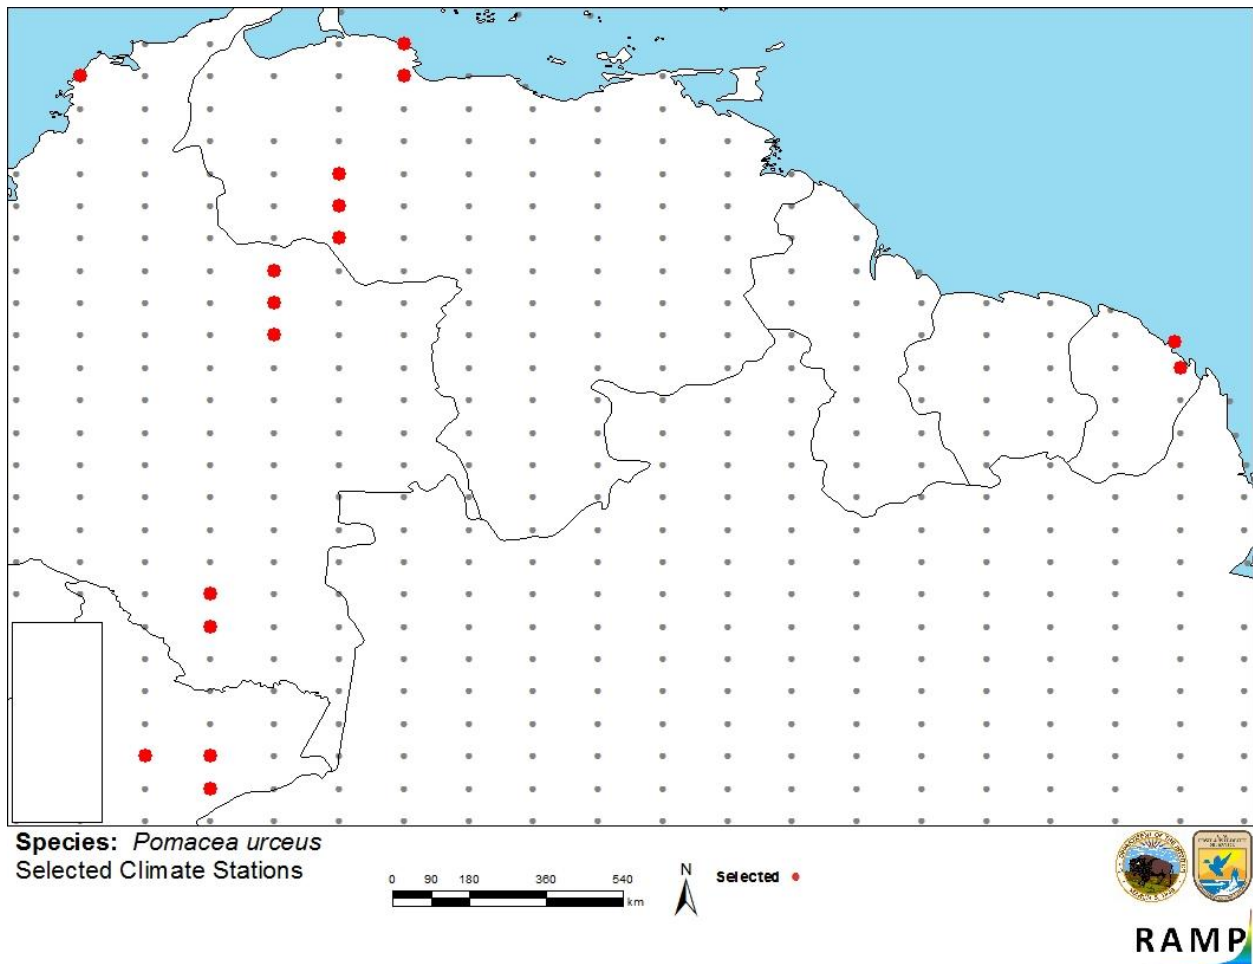 Species: Pomacea urceus
Selected Climate Stations
0 90 180 360 540
km
N
Selected
RAMP